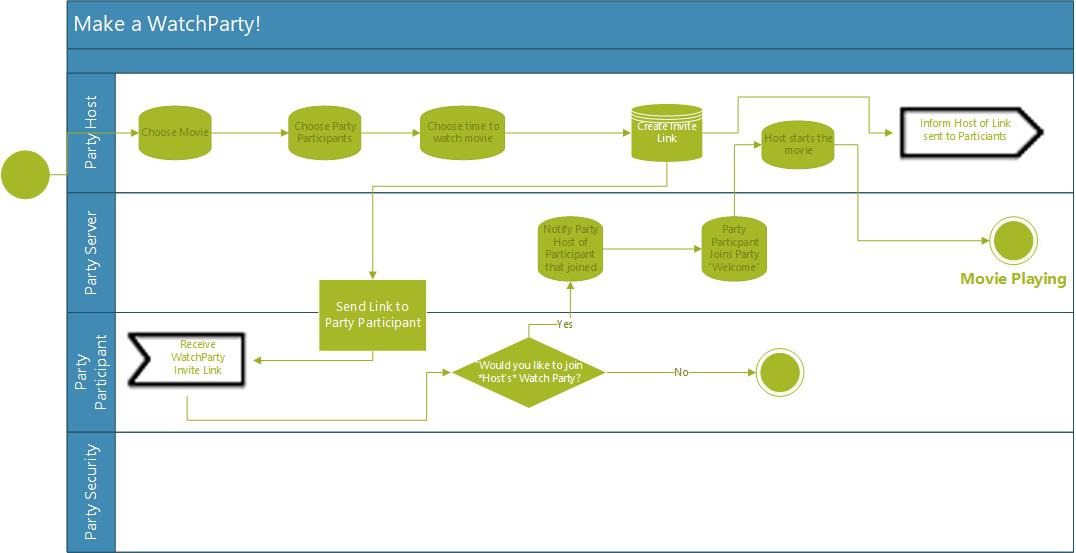 Make a WatchParty!
Party Host
Choose Movie
Choose Party
Participants
Choose time to
watch movie
Create Invite
Link
Host starts the
movie
Inform Host of Link
sent to Particiants
Party Server
Notify Party
Host of
Participant
that joined
Party
Particpant
Joins Party
"Welcome"
Movie Playing
Send Link to
Party Participant
Party
Participant
Receive
WatchParty
Invite Link
Yes
"Would you like to join
*Host's* Watch Party?
No
Party Security